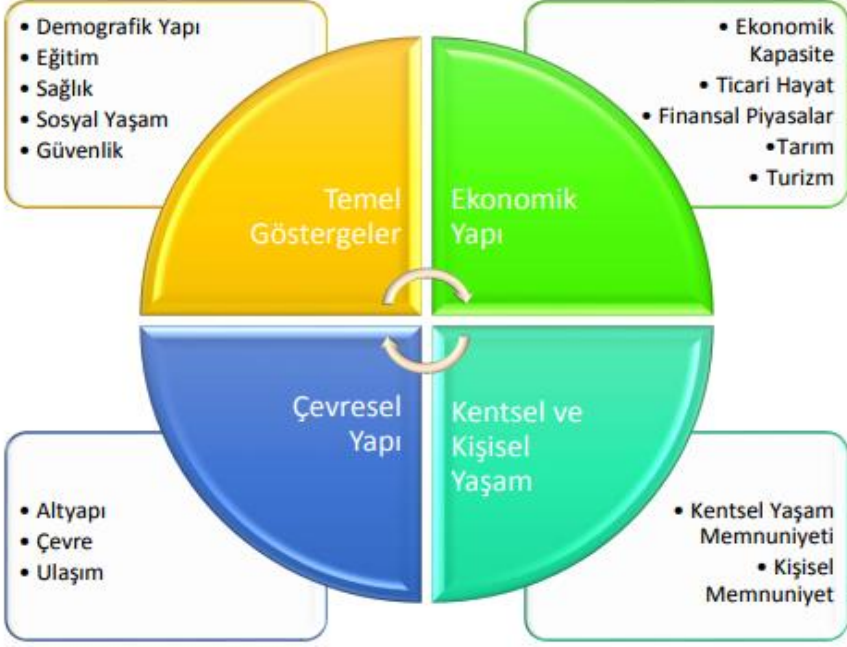 • Demografik Yapı
• Eğitim
• Sağlık
• Sosyal Yaşam
• Güvenlik
• Ekonomik
Kapasite
• Ticari Hayat
• Finansal Piyasalar
•Tarım
• Turizm
Temel
Göstergeler
Ekonomik
Yapı
Çevresel
Yapı
Kentsel ve
Kişisel
Yaşam
• Altyapı
• Çevre
• Ulaşım
• Kentsel Yaşam
Memnuniyeti
• Kişisel
Memnuniyet